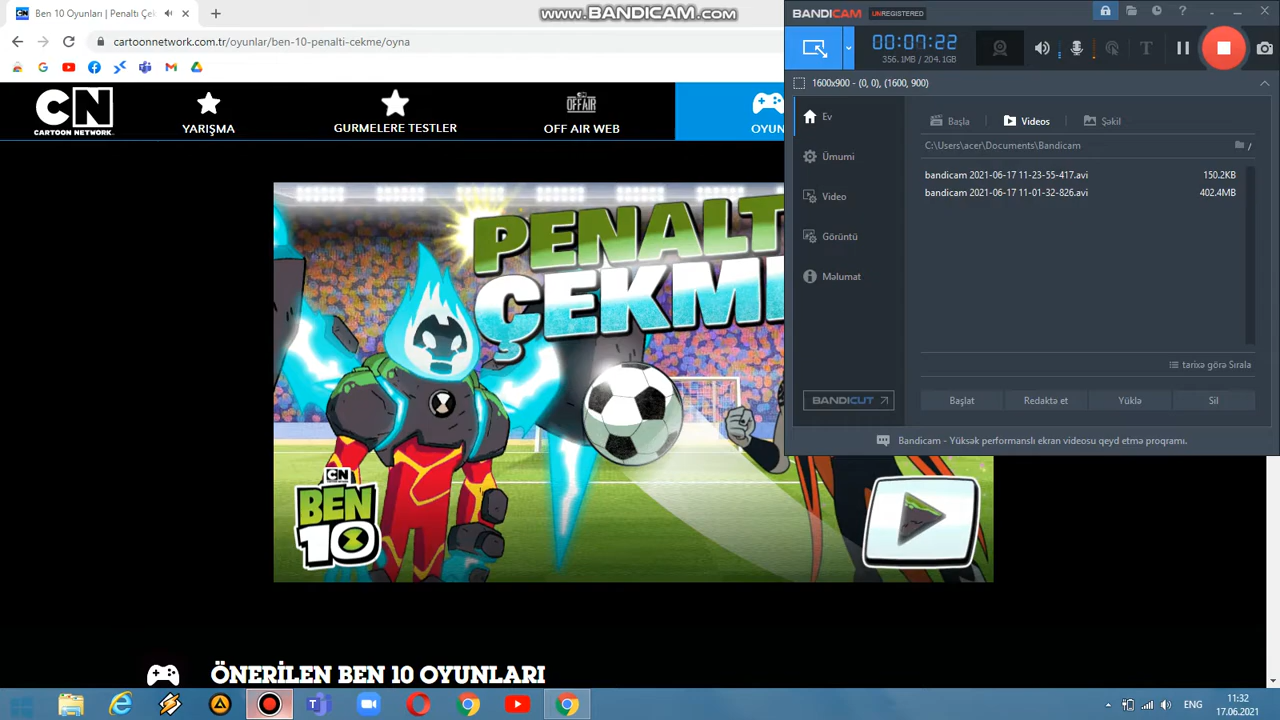 Ben 10 Oyunları | Penaltı Çek
www.BANDICAM.com
cartoonnetwork.com.tr/oyunlar/ben-10-penalti-cekme/oyna
CN
CARTOON NETWORK
YARIŞMA
GURMELERE TESTLER
OFFAIR
OFF AIR WEB
OYUN
PENALT
ÇEKM
CN
BEN
10
ÖNERİLEN BEN 10 OYUNLARI
BANDICAM UNREGISTERED
00:07:22
356.1MB / 204.1GB
1600x900 - (0, 0), (1600, 900)
Ev
Ümumi
Video
Görüntü
Məlumat
BANDICUT
Başla
Videos
Şəkil
C:\Users\acer\Documents\Bandicam
bandicam 2021-06-17 11-23-55-417.avi 150.2KB
bandicam 2021-06-17 11-01-32-826.avi 402.4MB
tarixə görə Sırala
Başlat Redaktə et Yüklə Sil
Bandicam - Yüksək performanslı ekran videosu qeyd etmə proqramı.
ENG
11:32
17.06.2021